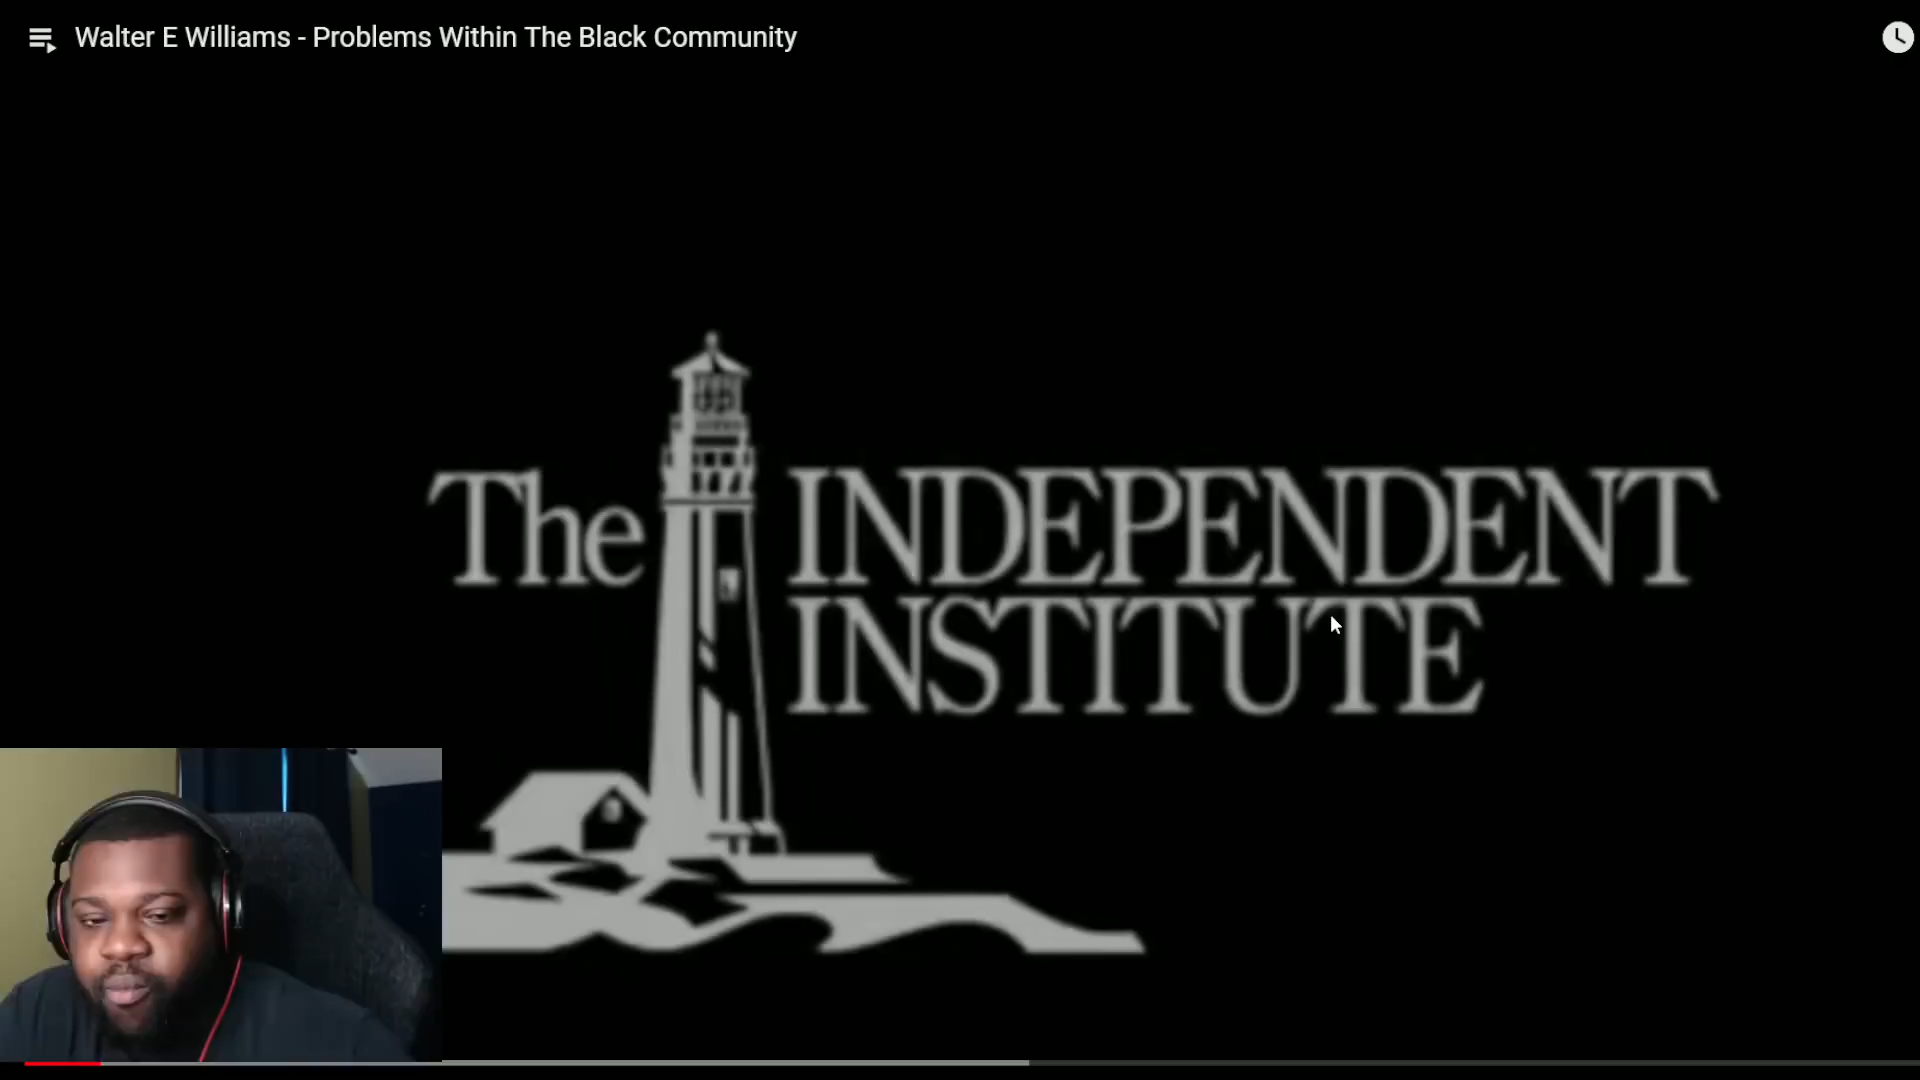 Walter E Williams - Problems Within The Black Community
The INDEPENDENT
INSTITUTE